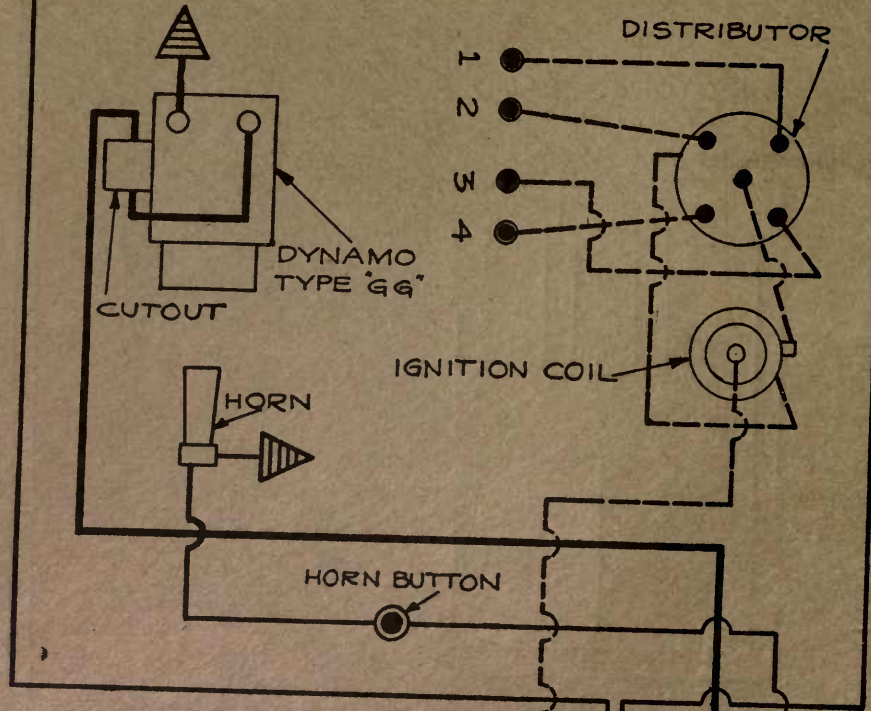 DISTRIBUTOR
1
2
3
4
DYNAMO
TYPE "GG"
CUTOUT
IGNITION COIL
HORN
HORN BUTTON